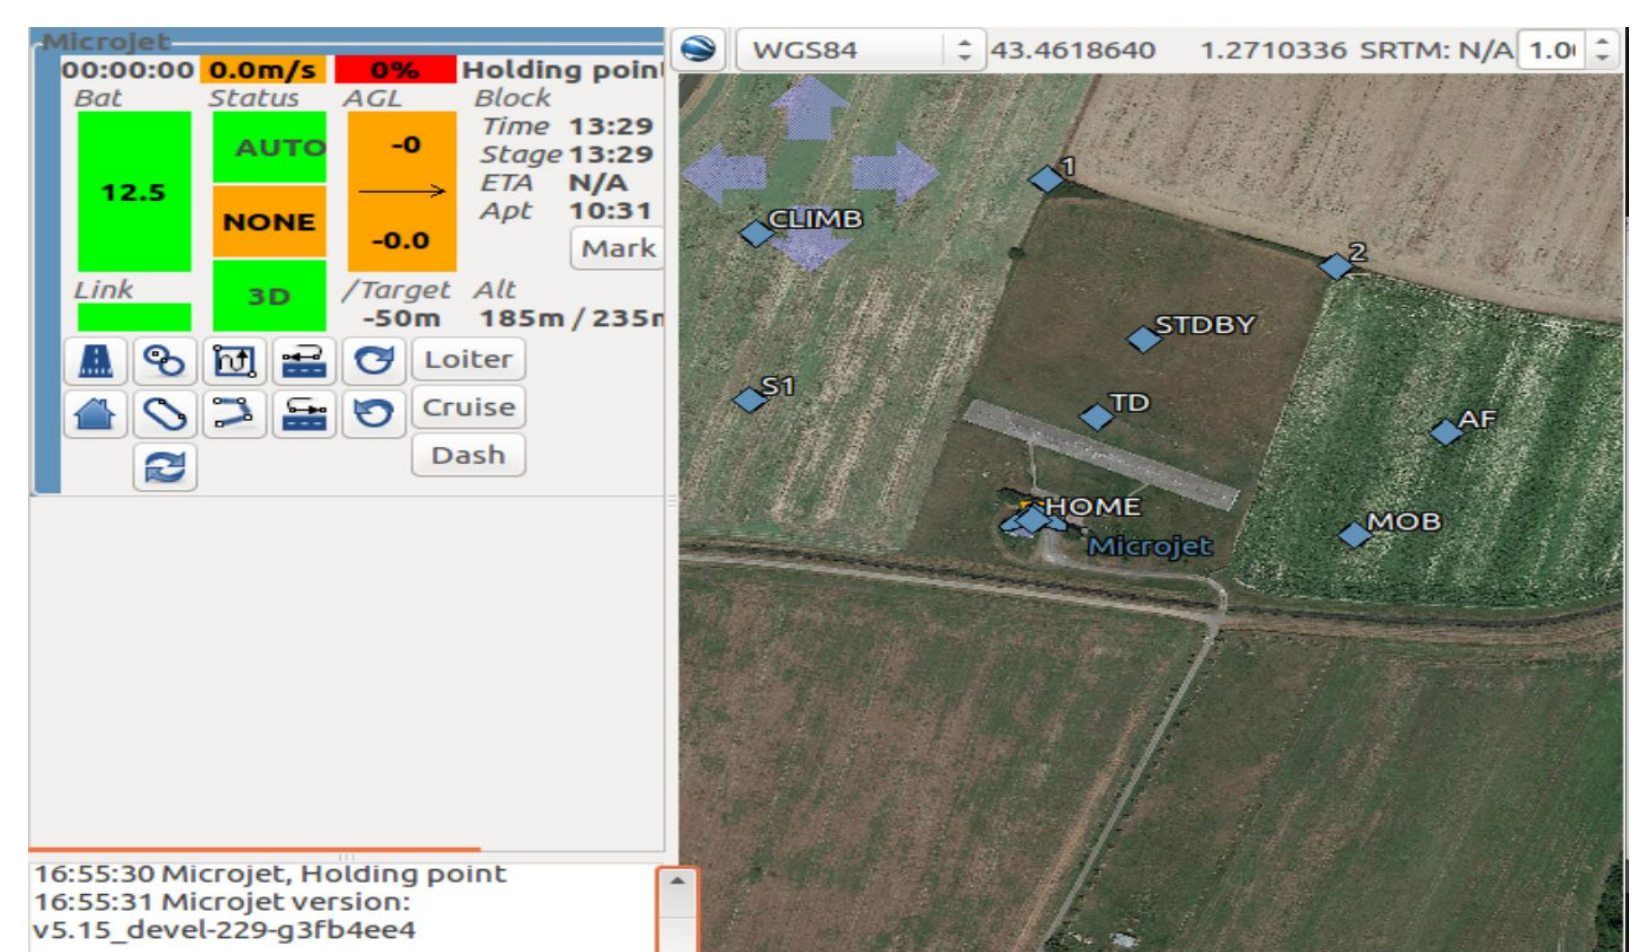 Microjet
00:00:00 0.0m/s 0% Holding poin
Bat Status AGL Block
Time 13:29
AUTO -0
Stage 13:29
12.5
ETA N/A
NONE
Apt 10:31
-0.0
Mark
Link
3D
/Target Alt
-50m 185m / 235
Loiter
Cruise
Dash
16:55:30 Microjet, Holding point
16:55:31 Microjet version:
v5.15_devel-229-g3fb4ee4
WGS84 43.4618640 1.2710336 SRTM: N/A 1.0
1
CLIMB
2
STDBY
S1
TD
AF
HOME
MOB
Microjet